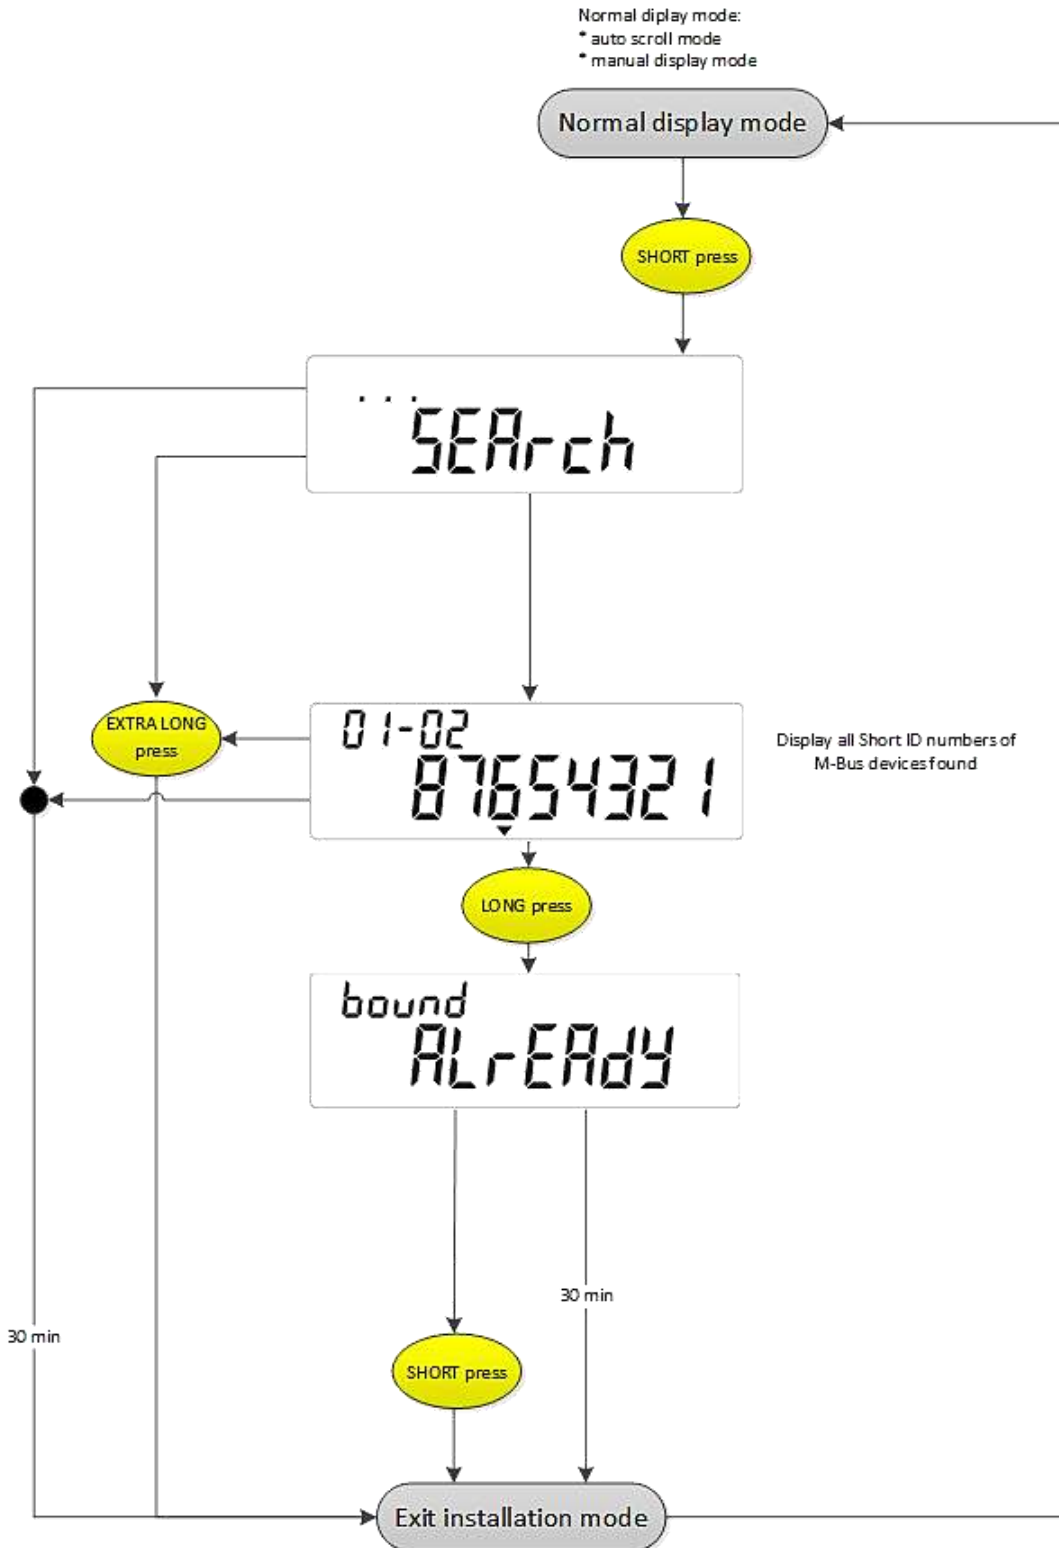 Normal diplay mode:
* auto scroll mode
* manual display mode
Normal display mode
SHORT press
...
SEArch
EXTRA LONG
press
01-02
87654321
Display all Short ID numbers of
M-Bus devices found
LONG press
bound
ALrEAdY
30 min
30 min
SHORT press
Exit installation mode